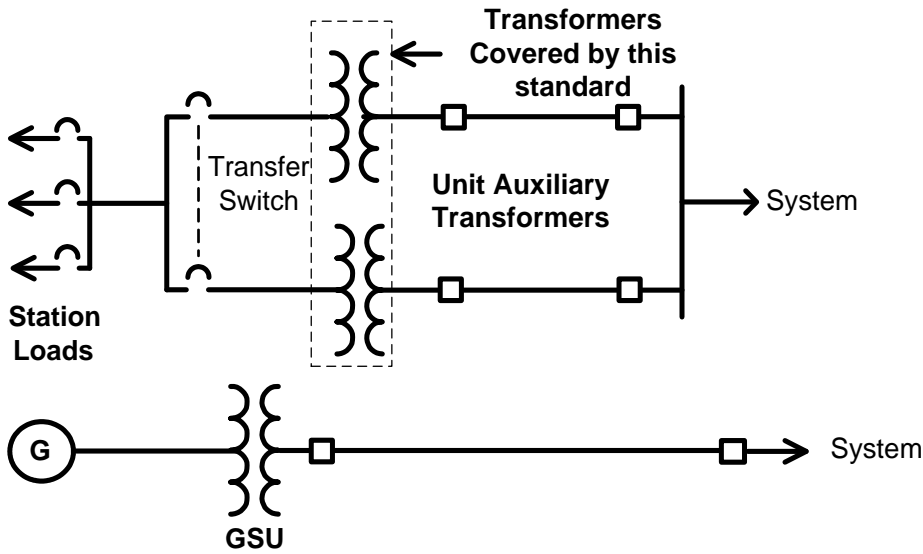 Transformers
Covered by this
standard
Transfer
Switch
Unit Auxiliary
Transformers
System
Station
Loads
G
System
GSU